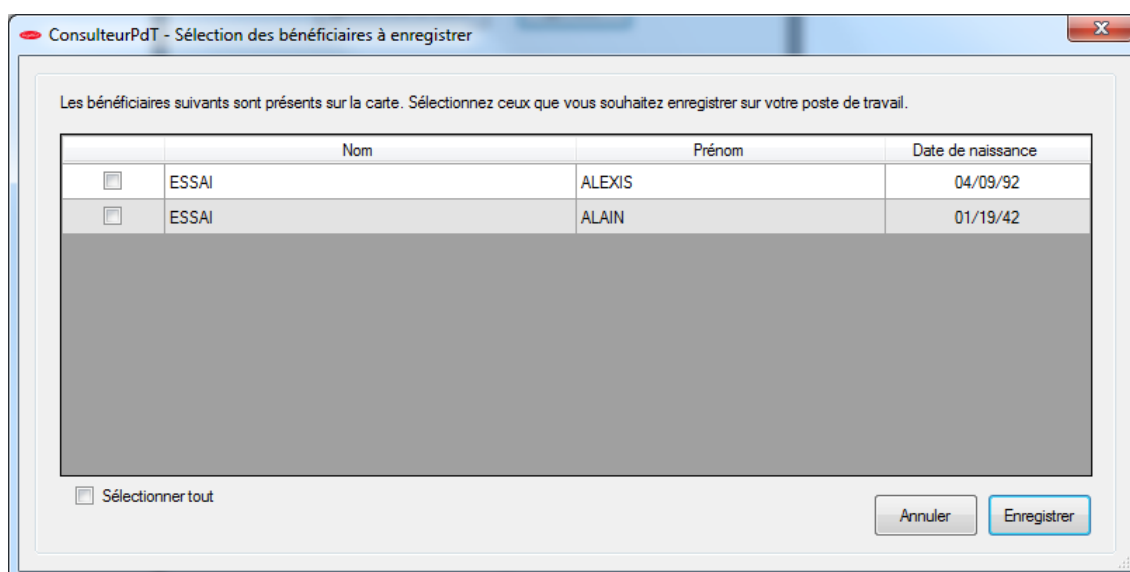 ConsulteurPdT - Sélection des bénéficiaires à enregistrer
Les bénéficiaires suivants sont présents sur la carte. Sélectionnez ceux que vous souhaitez enregistrer sur votre poste de travail.
Nom Prénom Date de naissance
ESSAI ALEXIS 04/09/92
ESSAI ALAIN 01/19/42
Sélectionner tout
Annuler Enregistrer